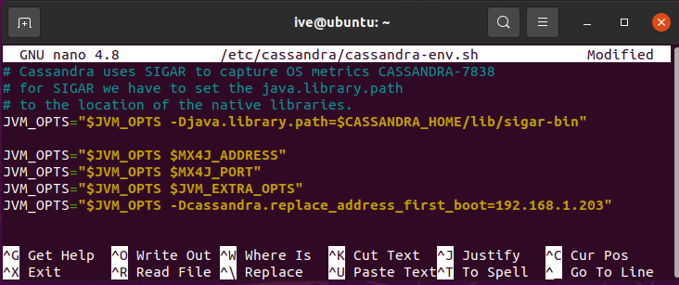 ive@ubuntu: ~
GNU nano 4.8 /etc/cassandra/cassandra-env.sh Modified
# Cassandra uses SIGAR to capture OS metrics CASSANDRA-7838
# for SIGAR we have to set the java.library.path
# to the location of the native libraries.
JVM_OPTS="$JVM_OPTS -Djava.library.path=$CASSANDRA_HOME/lib/sigar-bin"
JVM_OPTS="$JVM_OPTS $MX4J_ADDRESS"
JVM_OPTS="$JVM_OPTS $MX4J_PORT"
JVM_OPTS="$JVM_OPTS $JVM_EXTRA_OPTS"
JVM_OPTS="$JVM_OPTS -Dcassandra.replace_address_first_boot=192.168.1.203"
^G Get Help ^O Write Out ^W Where Is ^K Cut Text ^J Justify ^C Cur Pos
^X Exit ^R Read File ^\ Replace ^U Paste Text ^T To Spell ^_ Go To Line